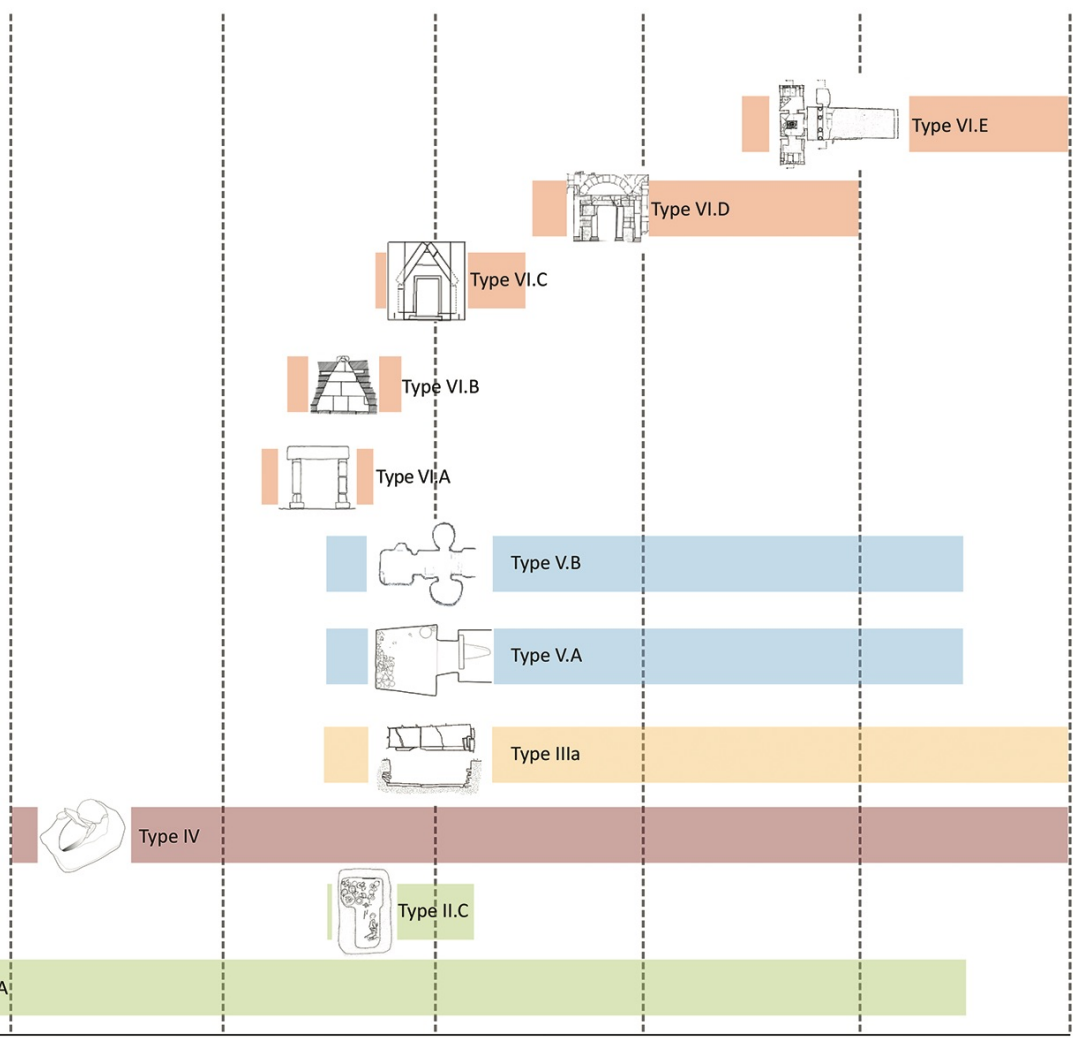 Type VI.E
Type VI.D
Type VI.C
Type VI.B
Type VI.A
Type V.B
Type V.A
Type IIIa
Type IV
Type II.C
A